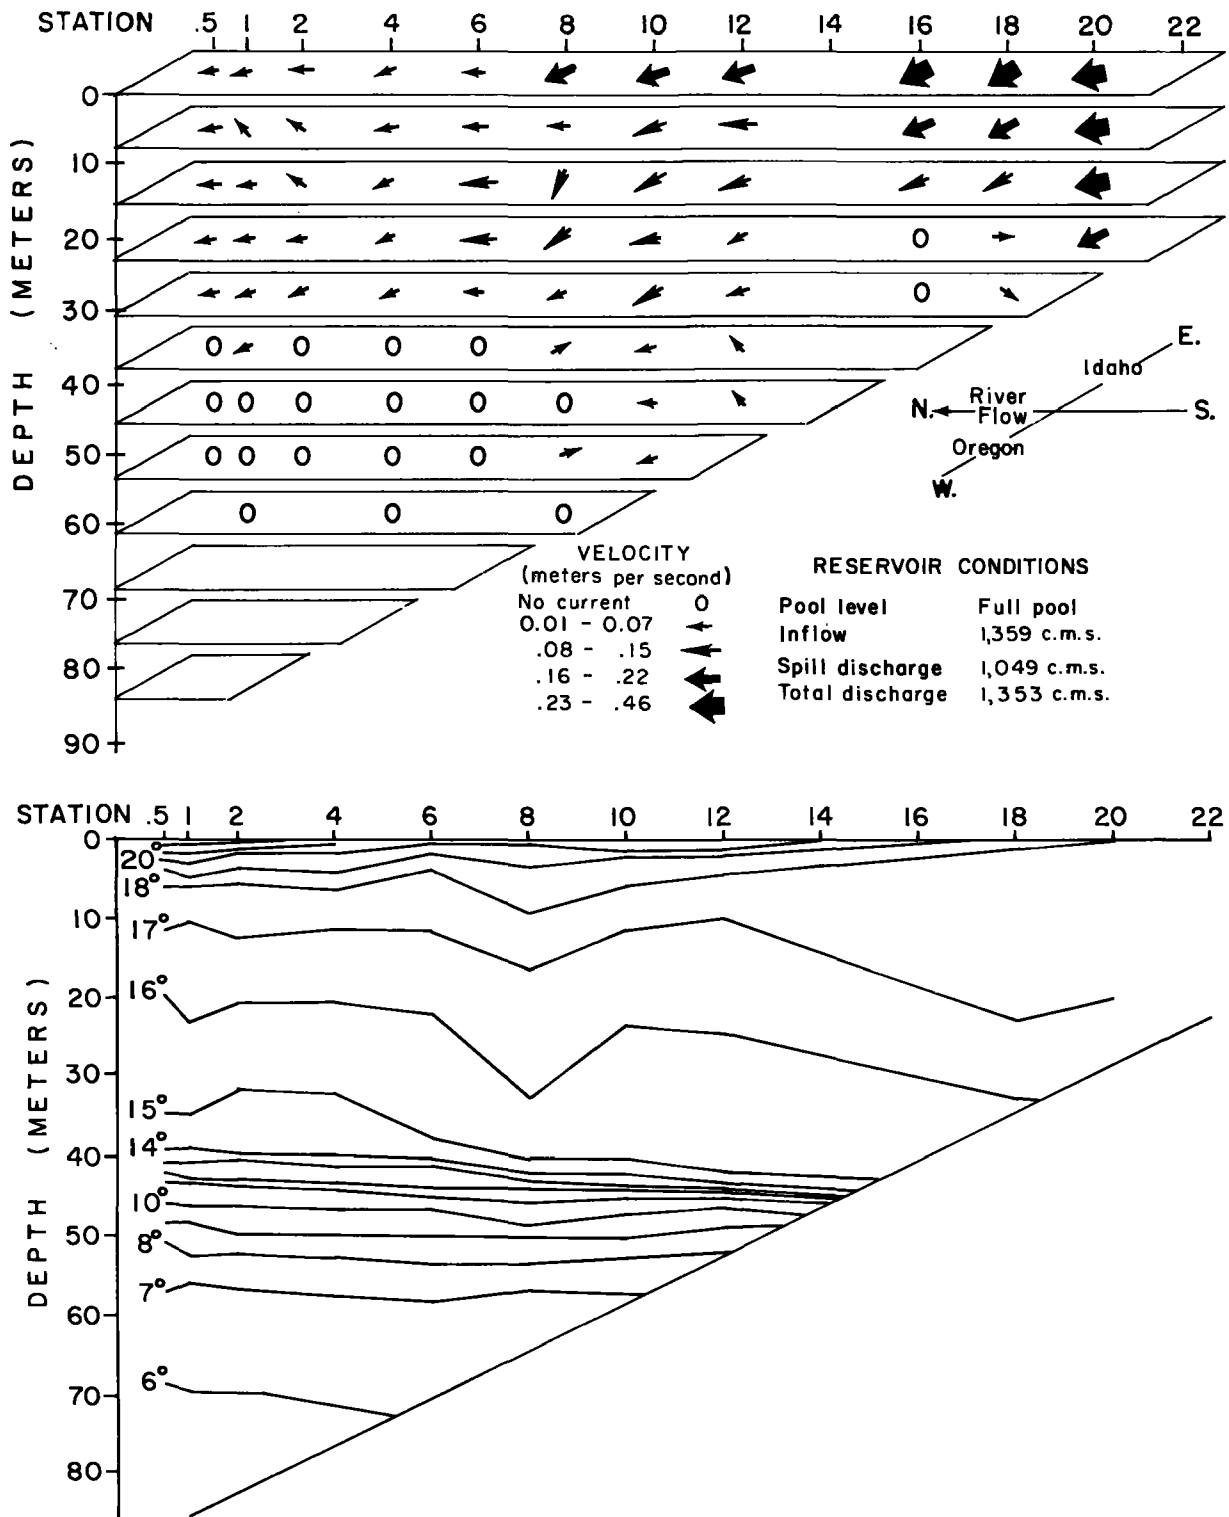 STATION .5 1 2 4 6 8 10 12 14 16 18 20 22
DEPTH (METERS)
0
10
20
30
40
50
60
70
80
90
0
0
0 0 0 0
0 0 0 0 0 0
0 0 0 0 0
0 0 0
E.
Idaho
N. River Flow S.
Oregon
W.
VELOCITY
(meters per second)
No current 0
0.01 - 0.07
.08 - .15
.16 - .22
.23 - .46
RESERVOIR CONDITIONS
Pool level Full pool
Inflow 1,359 c.m.s.
Spill discharge 1,049 c.m.s.
Total discharge 1,353 c.m.s.
STATION .5 1 2 4 6 8 10 12 14 16 18 20 22
DEPTH (METERS)
0
10
20
30
40
50
60
70
80
20°
18°
17°
16°
15°
14°
10°
8°
7°
6°